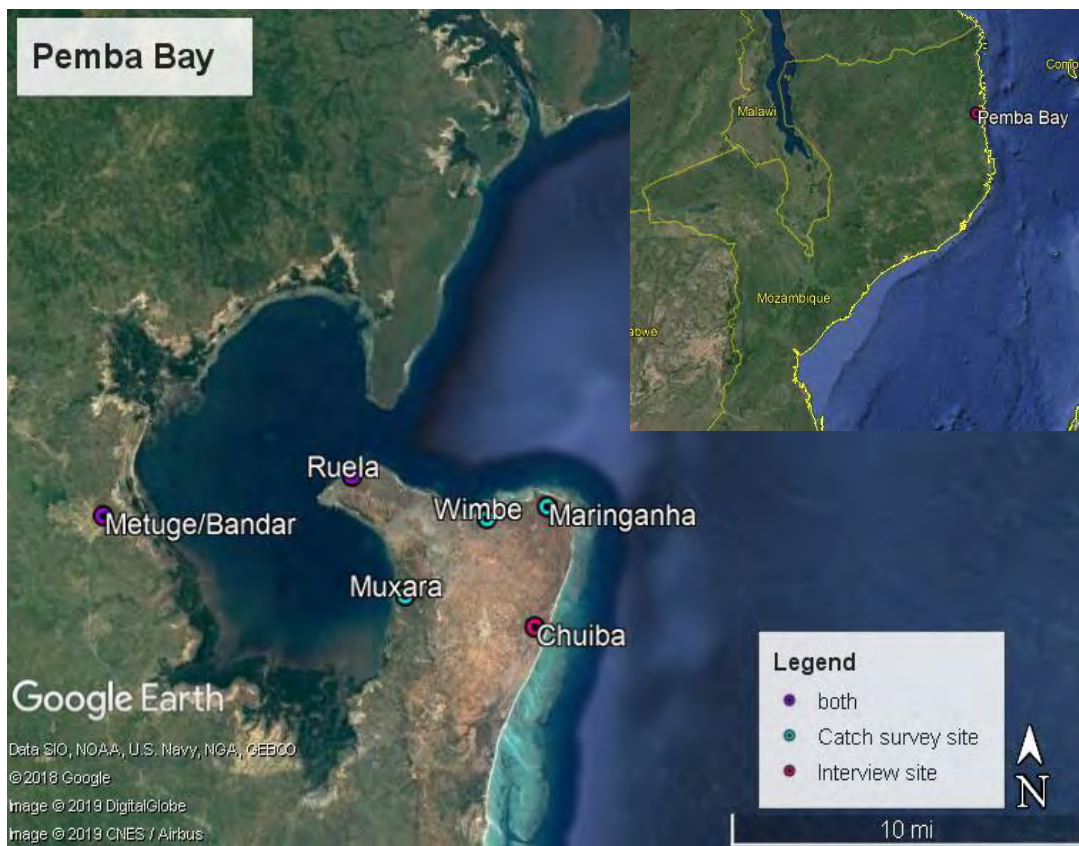 Pemba Bay
Malawi
Como
Pemba Bay
Mozambique
abwe
Ruela
Wimbe
Maringanha
Metuge/Bandar
Muxara
Chuiba
Legend
both
Catch survey site
Interview site
N
10 mi
Google Earth
Data SIO, NOAA, U.S. Navy, NGA, GEBCO
©2018 Google
Image © 2019 DigitalGlobe
Image © 2019 CNES / Airbus